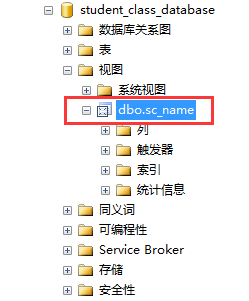 student_class_database
数据库关系图
表
视图
系统视图
dbo.sc_name
列
触发器
索引
统计信息
同义词
可编程性
Service Broker
存储
安全性